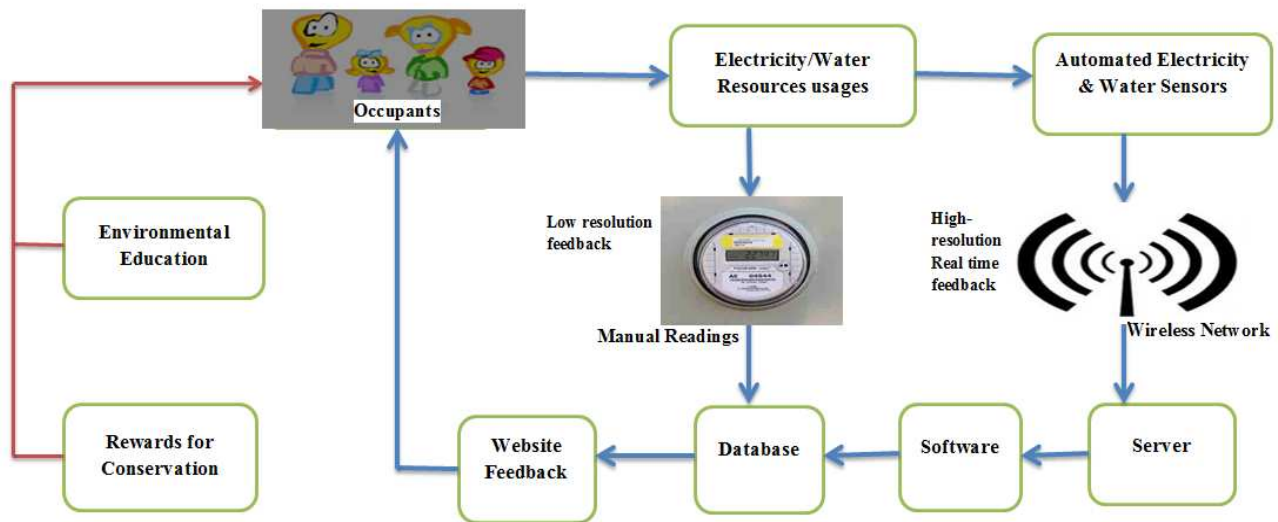 Occupants
Electricity/Water
Resources usages
Automated Electricity
& Water Sensors
Low resolution
feedback
High-
resolution
Real time
feedback
Environmental
Education
Manual Readings
Wireless Network
Rewards for
Conservation
Website
Feedback
Database
Software
Server